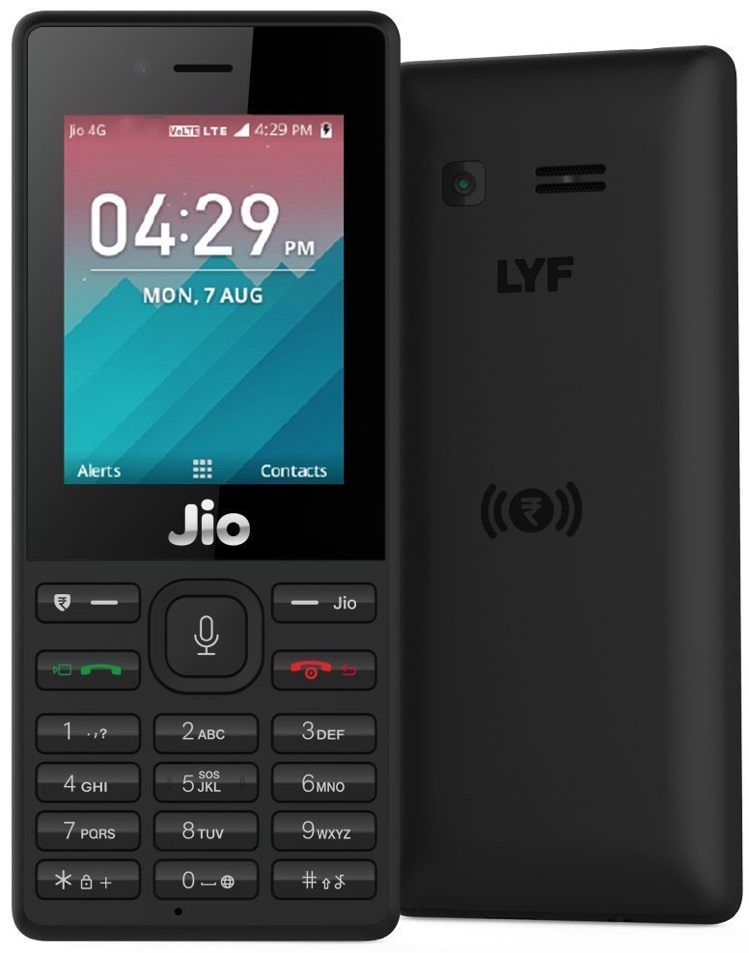 Jio 4G VoLTE LTE 4:29 PM
04:29 PM
MON, 7 AUG
Alerts Contacts
Jio
₹ Jio
1 .,? 2 ABC 3 DEF
4 GHI 5 SOS JKL 6 MNO
7 PQRS 8 TUV 9 WXYZ
* + 0 #
LYF
₹